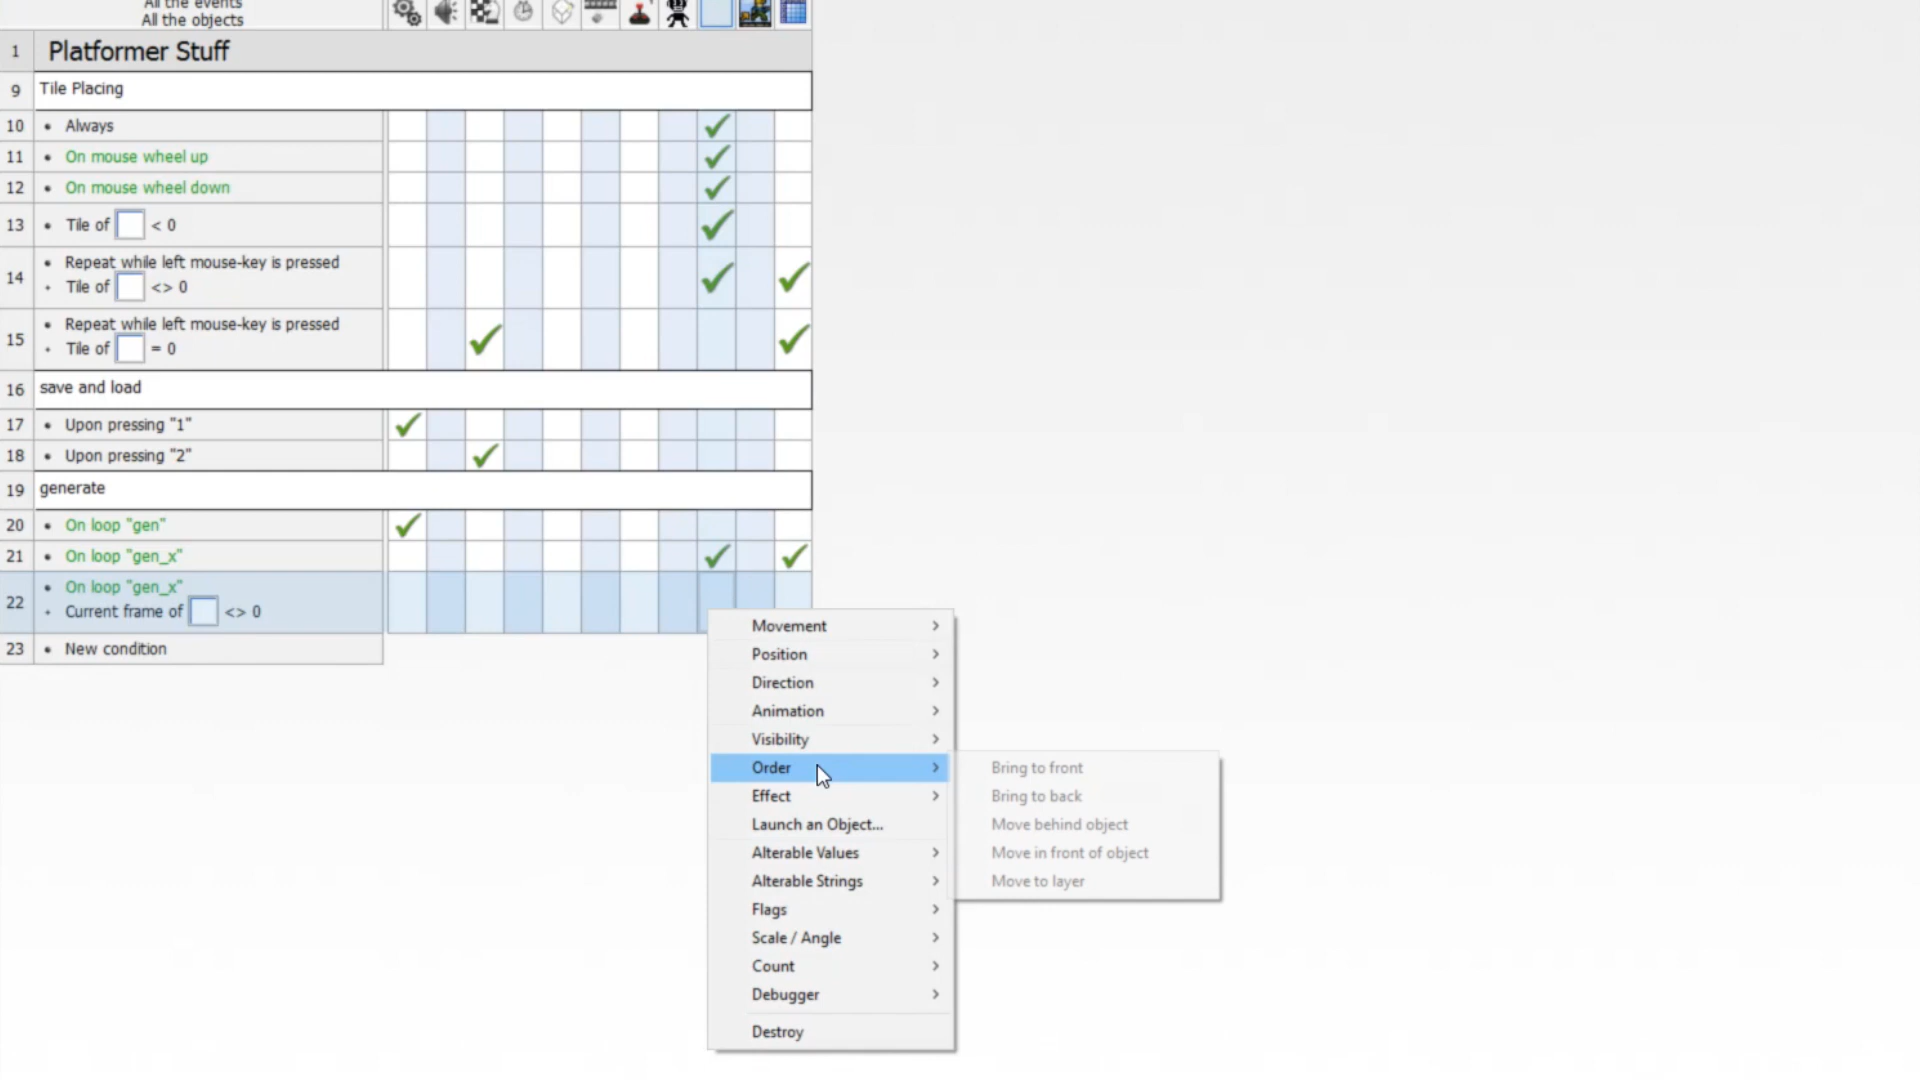 All the events
All the objects
1 Platformer Stuff
9 Tile Placing
10 • Always
11 • On mouse wheel up
12 • On mouse wheel down
13 • Tile of < 0
14 • Repeat while left mouse-key is pressed
• Tile of <> 0
15 • Repeat while left mouse-key is pressed
• Tile of = 0
16 save and load
17 • Upon pressing "1"
18 • Upon pressing "2"
19 generate
20 • On loop "gen"
21 • On loop "gen_x"
22 • On loop "gen_x"
• Current frame of <> 0
23 • New condition
Movement
Position
Direction
Animation
Visibility
Order
Effect
Launch an Object...
Alterable Values
Alterable Strings
Flags
Scale / Angle
Count
Debugger
Destroy
Bring to front
Bring to back
Move behind object
Move in front of object
Move to layer